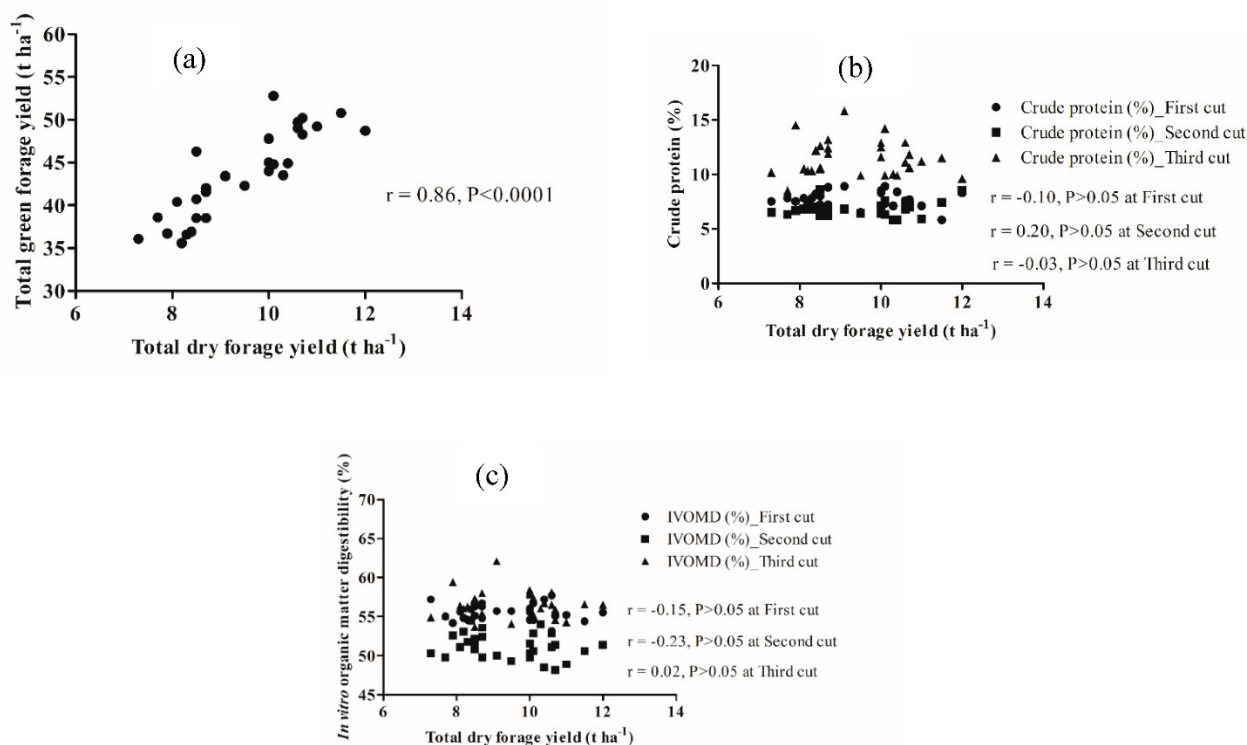 (a)
Total green forage yield (t ha⁻¹)
60
55
50
45
40
35
30
r = 0.86, P<0.0001
6 8 10 12 14
Total dry forage yield (t ha⁻¹)
(b)
Crude protein (%)
20
15
10
5
0
Crude protein (%)_First cut
Crude protein (%)_Second cut
Crude protein (%)_Third cut
r = -0.10, P>0.05 at First cut
r = 0.20, P>0.05 at Second cut
r = -0.03, P>0.05 at Third cut
6 8 10 12 14
Total dry forage yield (t ha⁻¹)
(c)
In vitro organic matter digestibility (%)
70
65
60
55
50
45
IVOMD (%)_First cut
IVOMD (%)_Second cut
IVOMD (%)_Third cut
r = -0.15, P>0.05 at First cut
r = -0.23, P>0.05 at Second cut
r = 0.02, P>0.05 at Third cut
6 8 10 12 14
Total dry forage yield (t ha⁻¹)